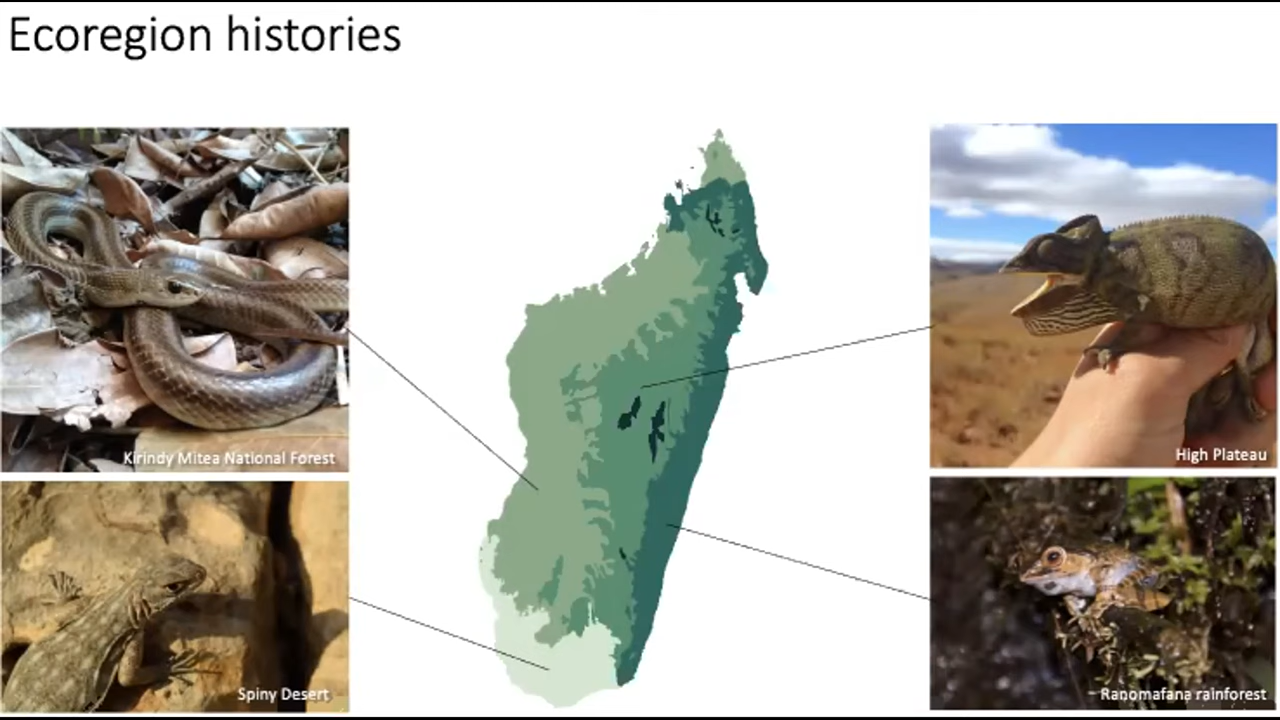 Ecoregion histories
Kirindy Mitea National Forest
High Plateau
Spiny Desert
Ranomafana rainforest